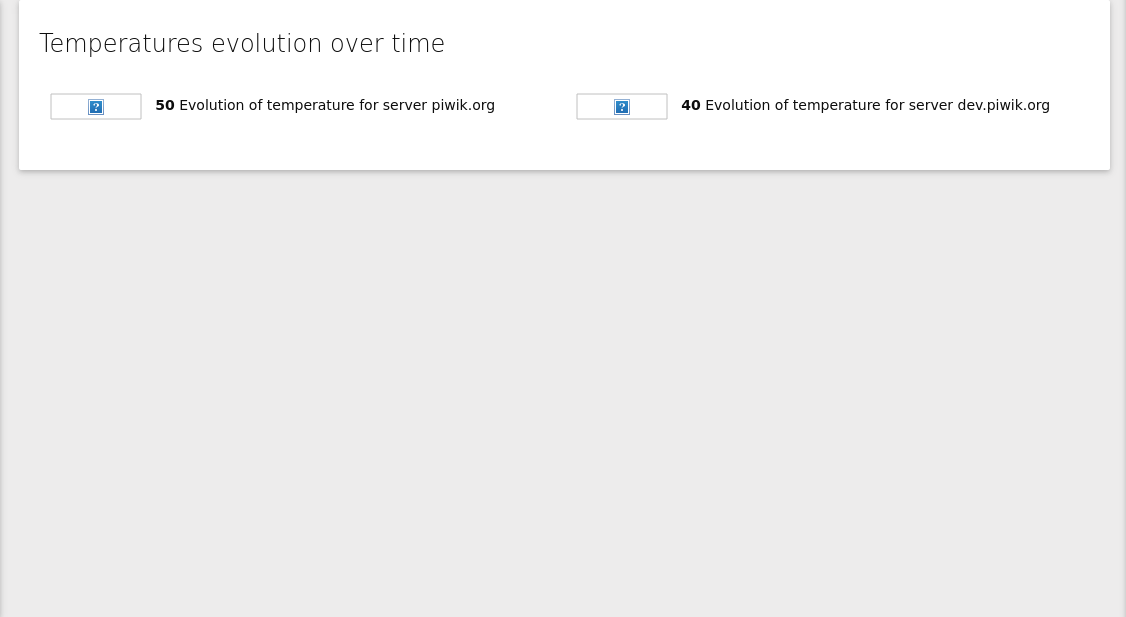 Temperatures evolution over time
50 Evolution of temperature for server piwik.org
40 Evolution of temperature for server dev.piwik.org